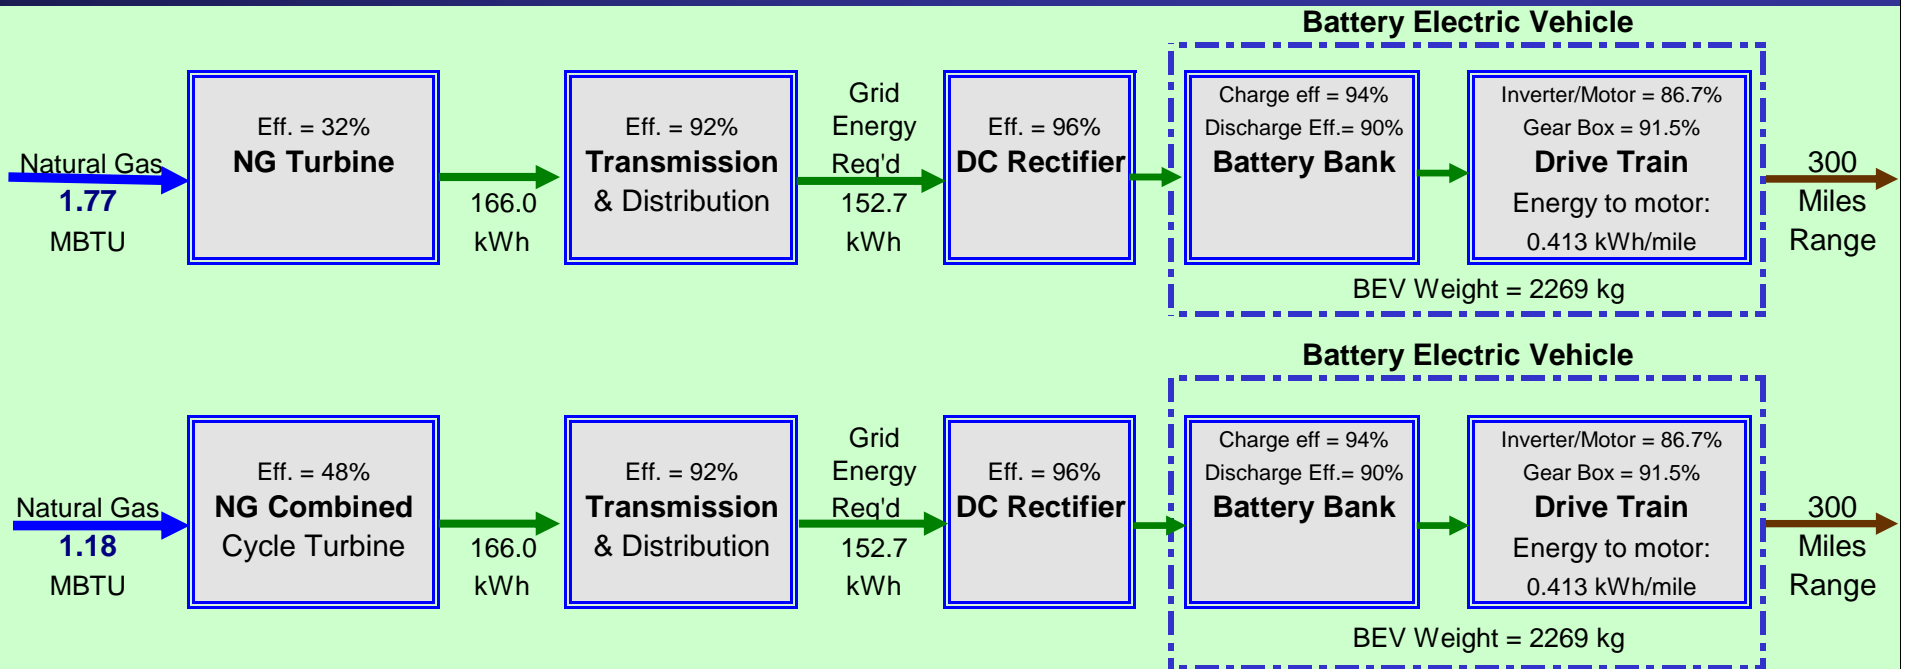 Battery Electric Vehicle
Natural Gas
1.77
MBTU
Eff. = 32%
NG Turbine
166.0
kWh
Eff. = 92%
Transmission
& Distribution
Grid
Energy
Req'd
152.7
kWh
Eff. = 96%
DC Rectifier
Charge eff = 94%
Discharge Eff.= 90%
Battery Bank
Inverter/Motor = 86.7%
Gear Box = 91.5%
Drive Train
Energy to motor:
0.413 kWh/mile
300
Miles
Range
BEV Weight = 2269 kg
Battery Electric Vehicle
Natural Gas
1.18
MBTU
Eff. = 48%
NG Combined
Cycle Turbine
166.0
kWh
Eff. = 92%
Transmission
& Distribution
Grid
Energy
Req'd
152.7
kWh
Eff. = 96%
DC Rectifier
Charge eff = 94%
Discharge Eff.= 90%
Battery Bank
Inverter/Motor = 86.7%
Gear Box = 91.5%
Drive Train
Energy to motor:
0.413 kWh/mile
300
Miles
Range
BEV Weight = 2269 kg